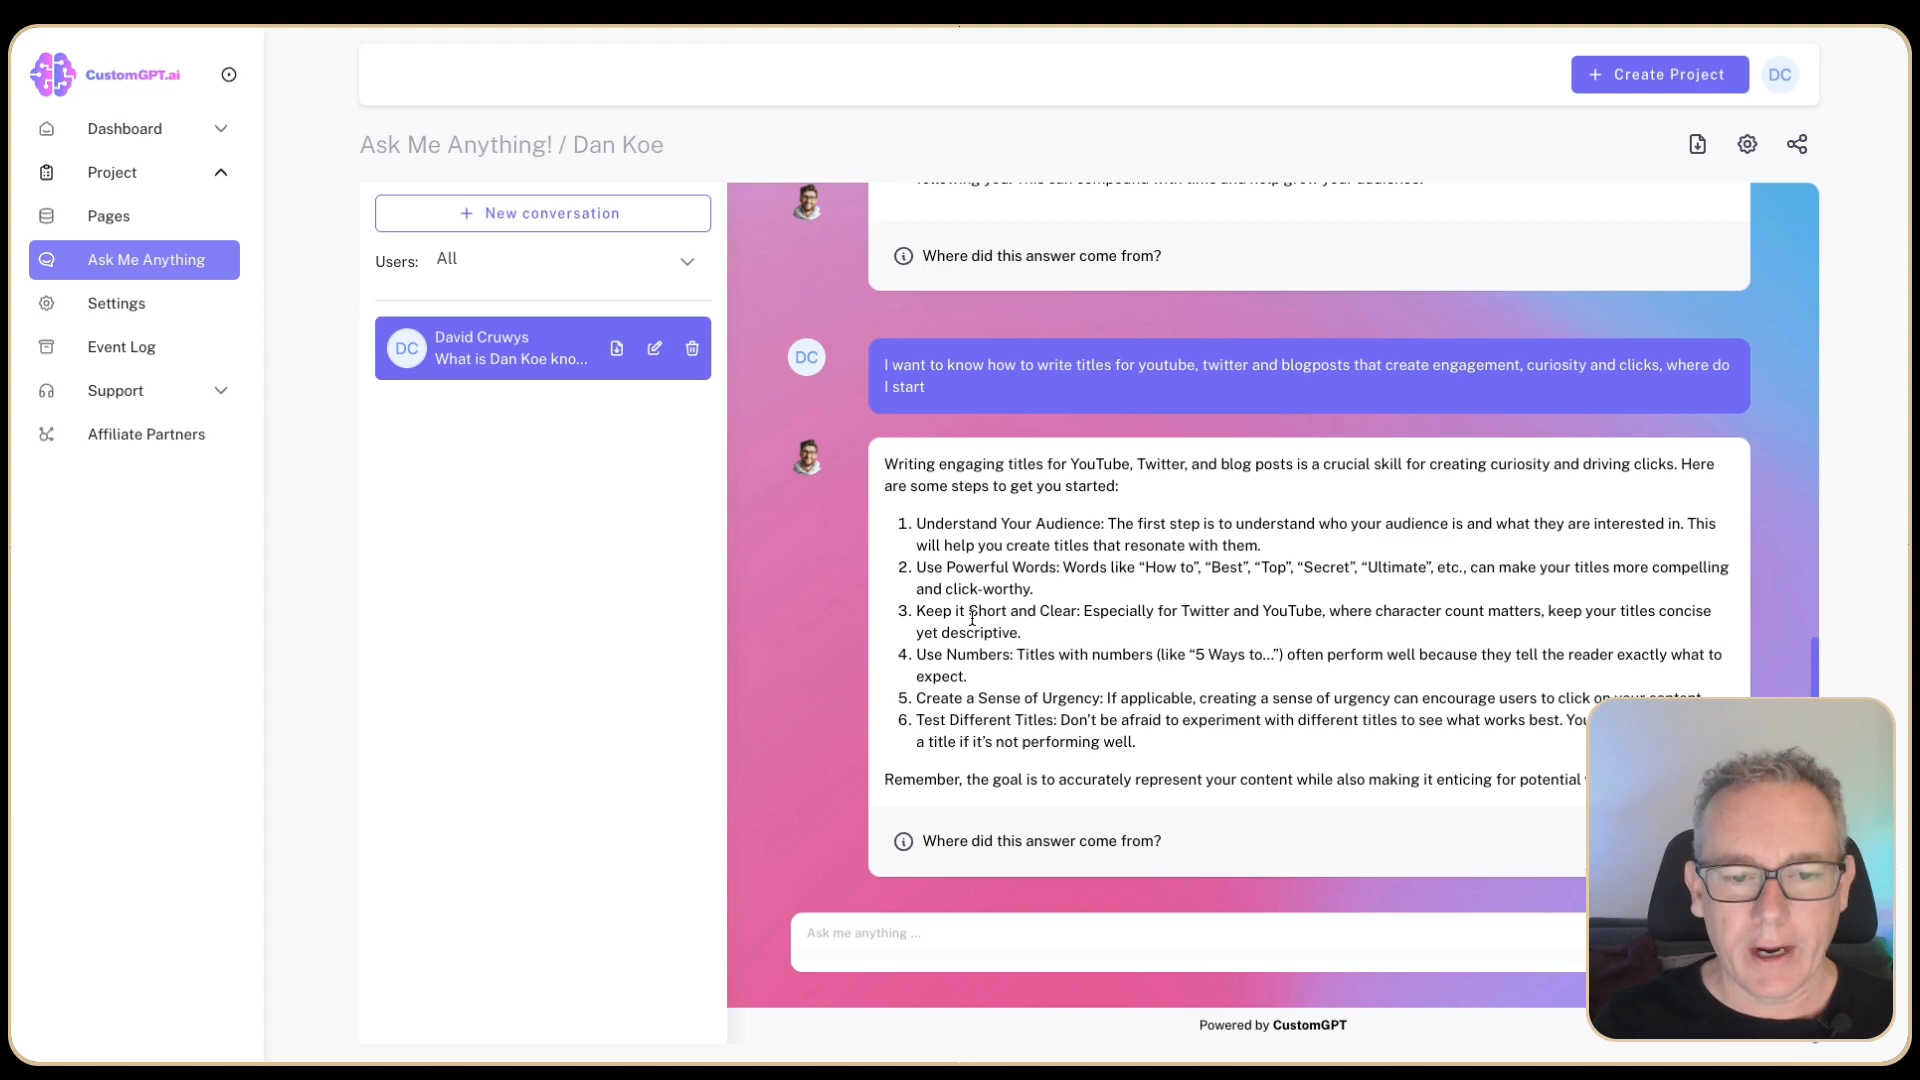 CustomGPT.ai
Dashboard
Project
Pages
Ask Me Anything
Settings
Event Log
Support
Affiliate Partners
+ Create Project
DC
Ask Me Anything! / Dan Koe
+ New conversation
Users: All
DC
David Cruwys
What is Dan Koe kno...
Where did this answer come from?
DC
I want to know how to write titles for youtube, twitter and blogposts that create engagement, curiosity and clicks, where do
I start
Writing engaging titles for YouTube, Twitter, and blog posts is a crucial skill for creating curiosity and driving clicks. Here
are some steps to get you started:
1. Understand Your Audience: The first step is to understand who your audience is and what they are interested in. This
will help you create titles that resonate with them.
2. Use Powerful Words: Words like “How to”, “Best”, “Top”, “Secret”, “Ultimate”, etc., can make your titles more compelling
and click-worthy.
3. Keep it Short and Clear: Especially for Twitter and YouTube, where character count matters, keep your titles concise
yet descriptive.
4. Use Numbers: Titles with numbers (like “5 Ways to…”) often perform well because they tell the reader exactly what to
expect.
5. Create a Sense of Urgency: If applicable, creating a sense of urgency can encourage users to click on your content.
6. Test Different Titles: Don’t be afraid to experiment with different titles to see what works best.
a title if it’s not performing well.
Remember, the goal is to accurately represent your content while also making it enticing for potential
Where did this answer come from?
Ask me anything ...
Powered by CustomGPT